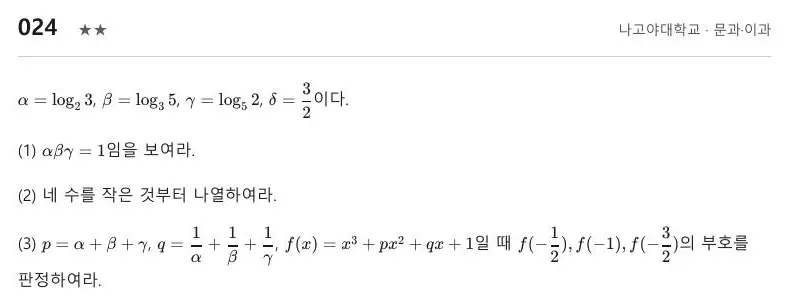 024 ★★ 나고야대학교 · 문과·이과
α = log₂ 3, β = log₃ 5, γ = log₅ 2, δ = 3/2이다.
(1) αβγ = 1임을 보여라.
(2) 네 수를 작은 것부터 나열하여라.
(3) p = α + β + γ, q = 1/α + 1/β + 1/γ, f(x) = x³ + px² + qx + 1일 때 f(−1/2), f(−1), f(−3/2)의 부호를
판정하여라.